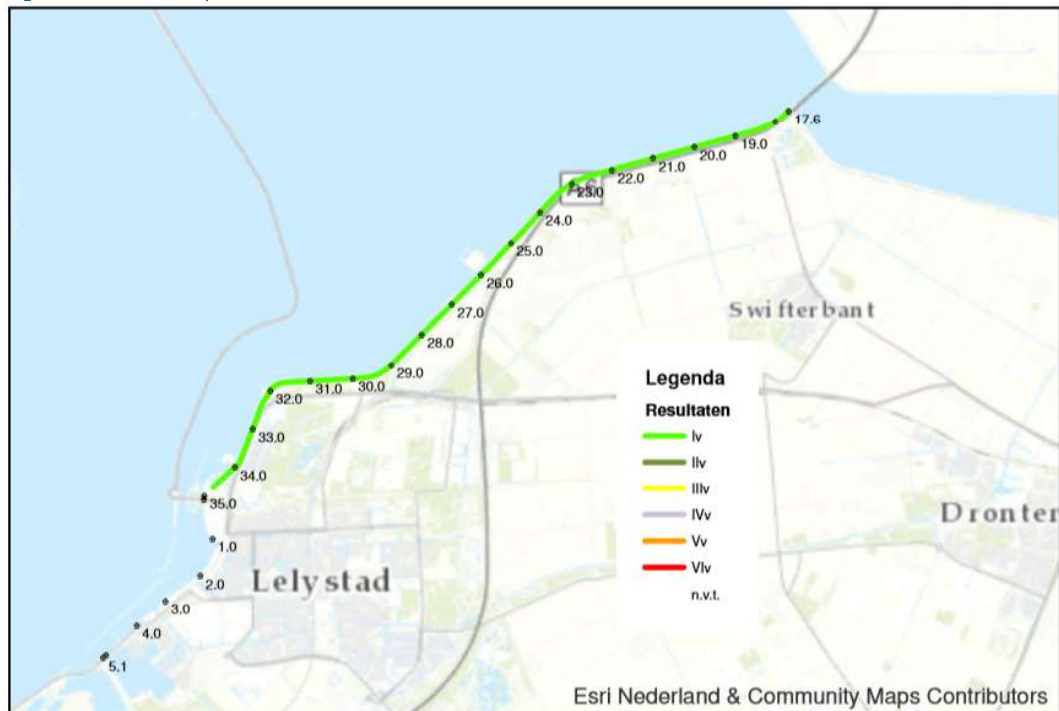 17.6
19.0
20.0
21.0
22.0
23.0
24.0
25.0
26.0
27.0
28.0
29.0
30.0
31.0
32.0
33.0
34.0
35.0
1.0
2.0
3.0
4.0
5.1
Swifterbant
Lelystad
Dronten
Legenda
Resultaten
Iv
IIv
IIIv
IVv
Vv
VIv
n.v.t.
Esri Nederland & Community Maps Contributors